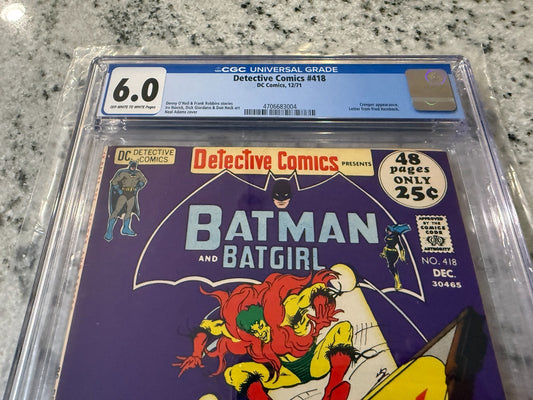 CGC UNIVERSAL GRADE
6.0
OFF-WHITE TO WHITE Pages
Detective Comics #418
DC Comics, 12/71
Denny O'Neil & Frank Robbins stories
Irv Novick, Dick Giordano & Don Heck art
Neal Adams cover
4706683004
Creeper appearance.
Letter from Fred Hembeck.
DC DETECTIVE
COMICS
Detective Comics PRESENTS
48
pages
ONLY
25¢
BATMAN
AND BATGIRL
APPROVED
BY THE
COMICS
CODE
AUTHORITY
NO. 418
DEC.
30465